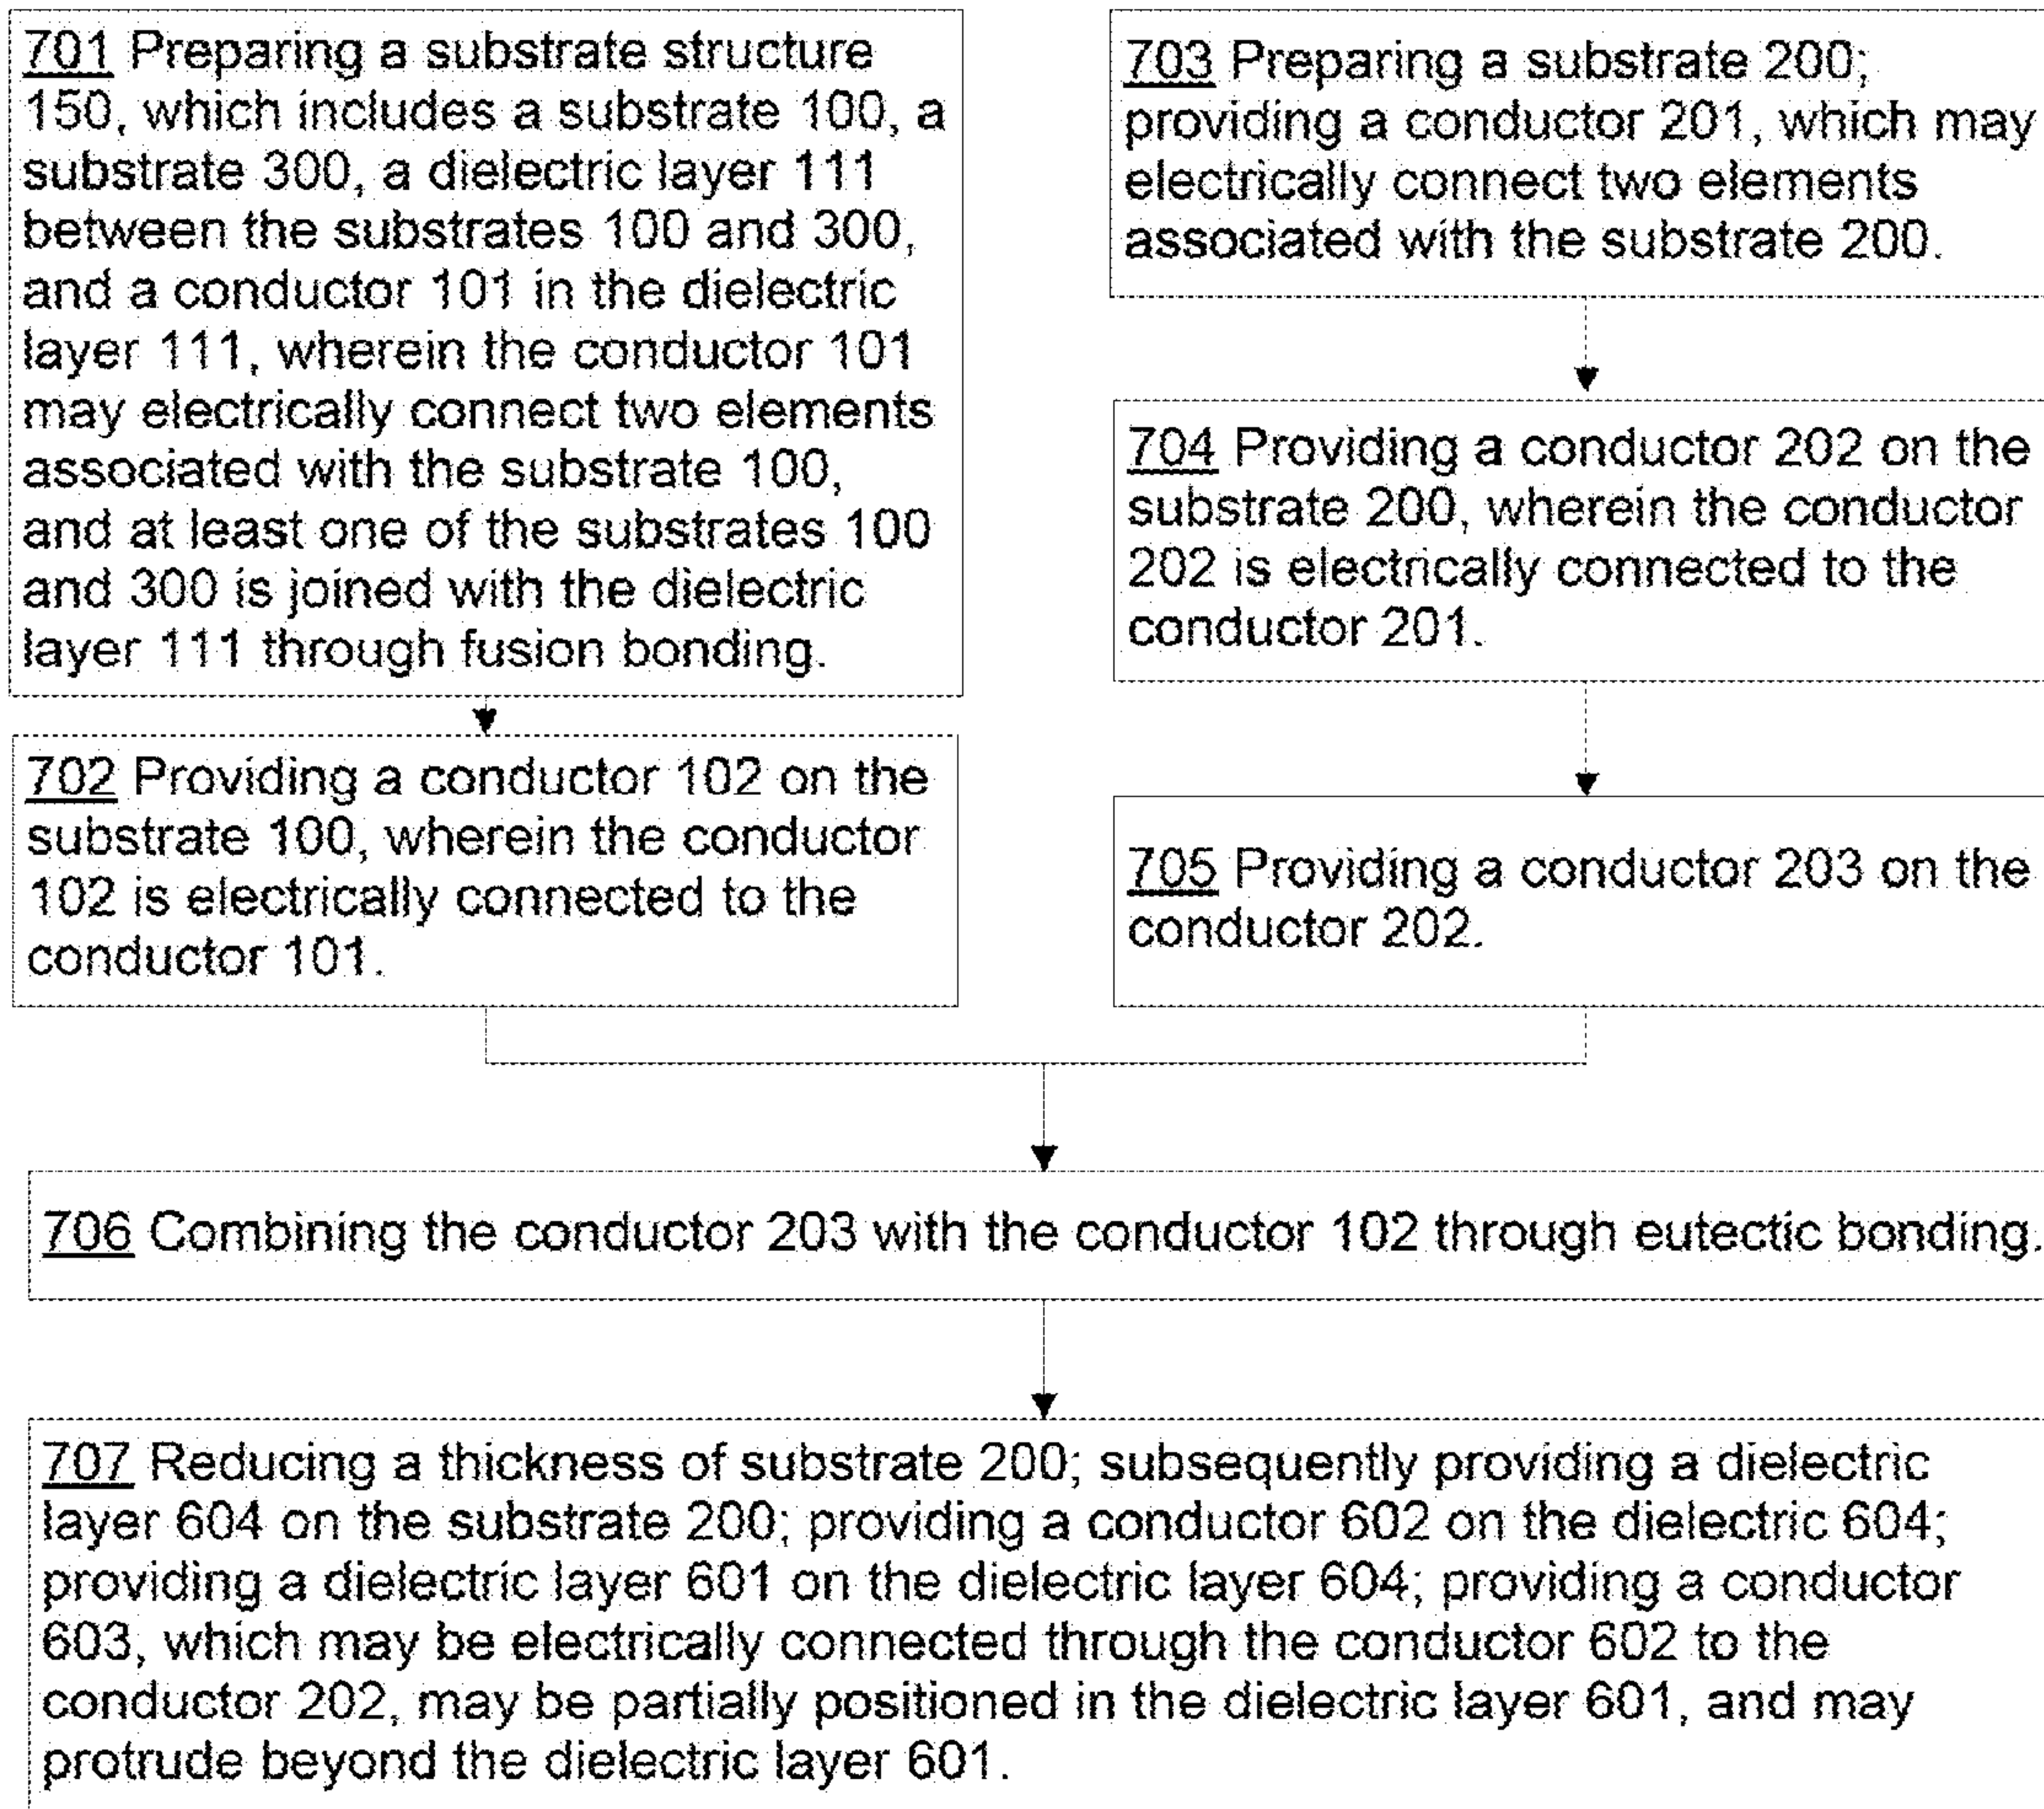 701 Preparing a substrate structure
150, which includes a substrate 100, a
substrate 300, a dielectric layer 111
between the substrates 100 and 300,
and a conductor 101 in the dielectric
layer 111, wherein the conductor 101
may electrically connect two elements
associated with the substrate 100,
and at least one of the substrates 100
and 300 is joined with the dielectric
layer 111 through fusion bonding.
702 Providing a conductor 102 on the
substrate 100, wherein the conductor
102 is electrically connected to the
conductor 101.
703 Preparing a substrate 200;
providing a conductor 201, which may
electrically connect two elements
associated with the substrate 200.
704 Providing a conductor 202 on the
substrate 200, wherein the conductor
202 is electrically connected to the
conductor 201.
705 Providing a conductor 203 on the
conductor 202.
706 Combining the conductor 203 with the conductor 102 through eutectic bonding.
707 Reducing a thickness of substrate 200; subsequently providing a dielectric
layer 604 on the substrate 200; providing a conductor 602 on the dielectric 604;
providing a dielectric layer 601 on the dielectric layer 604; providing a conductor
603, which may be electrically connected through the conductor 602 to the
conductor 202, may be partially positioned in the dielectric layer 601, and may
protrude beyond the dielectric layer 601.